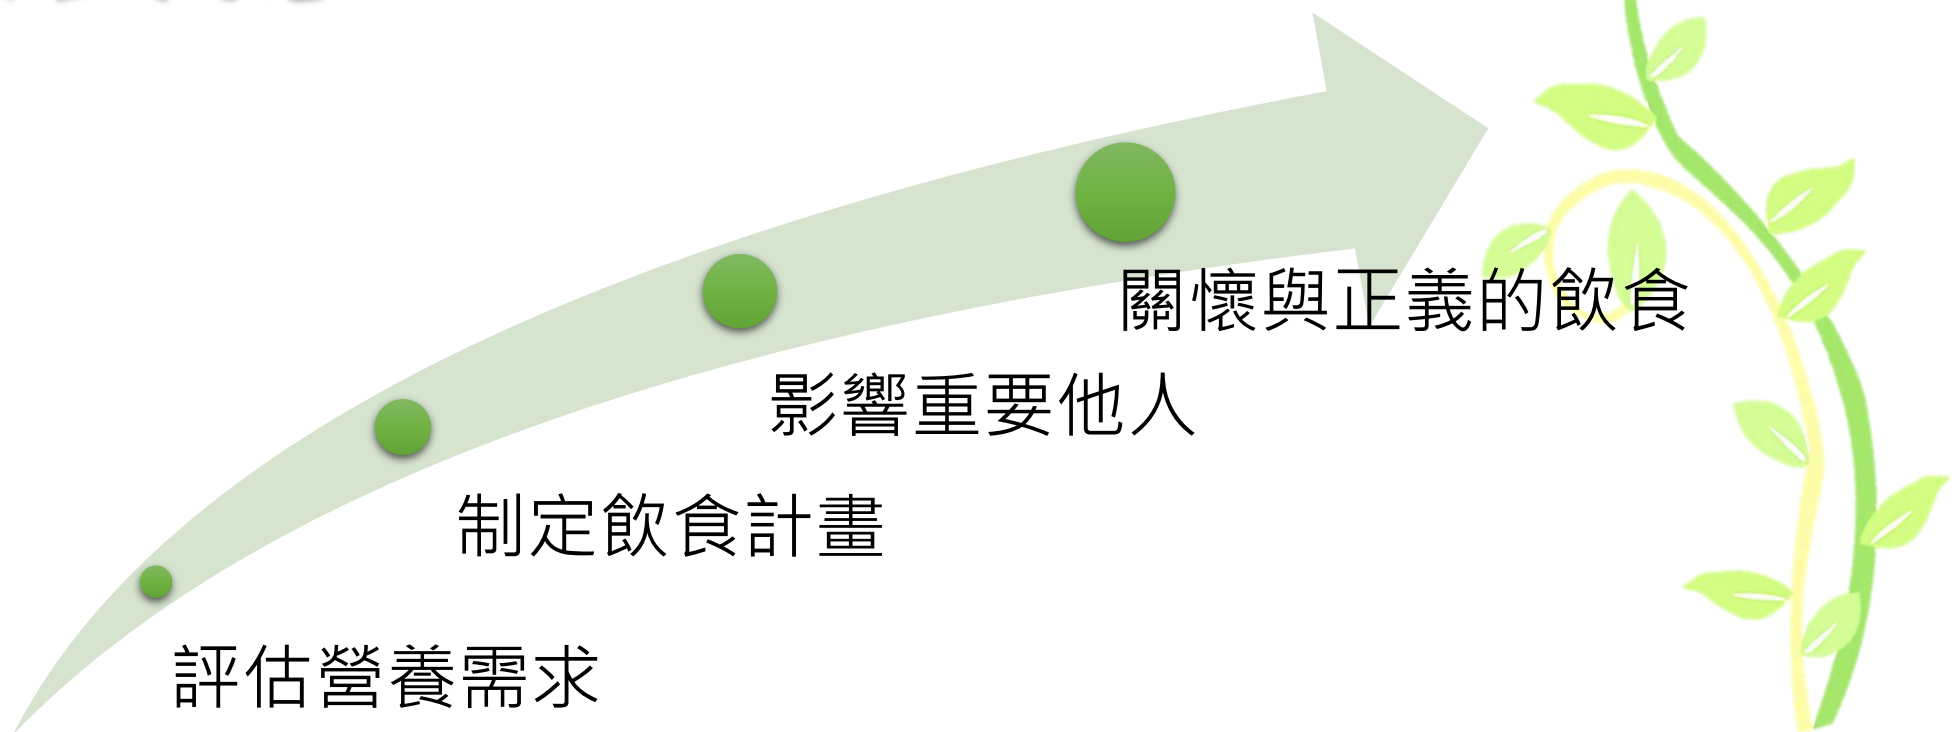 關懷與正義的飲食
影響重要他人
制定飲食計畫
評估營養需求